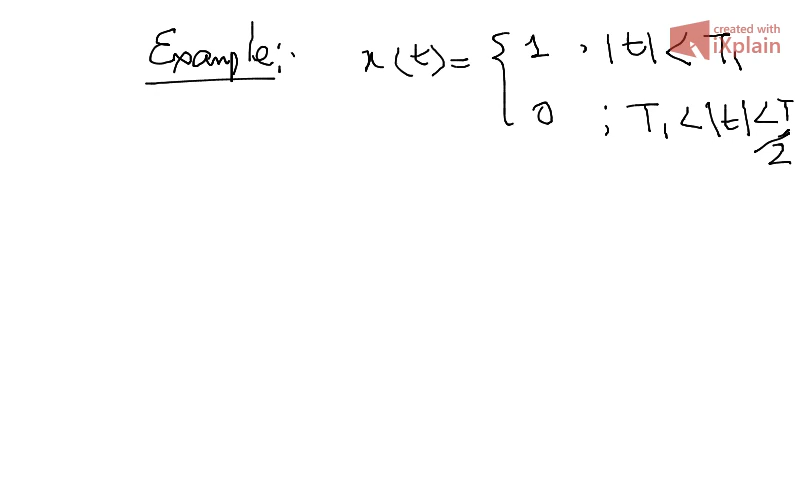 created with
iXplain
Example:. x(t) = { 1 , |t| < T₁
0 ; T₁ < |t| < T/2